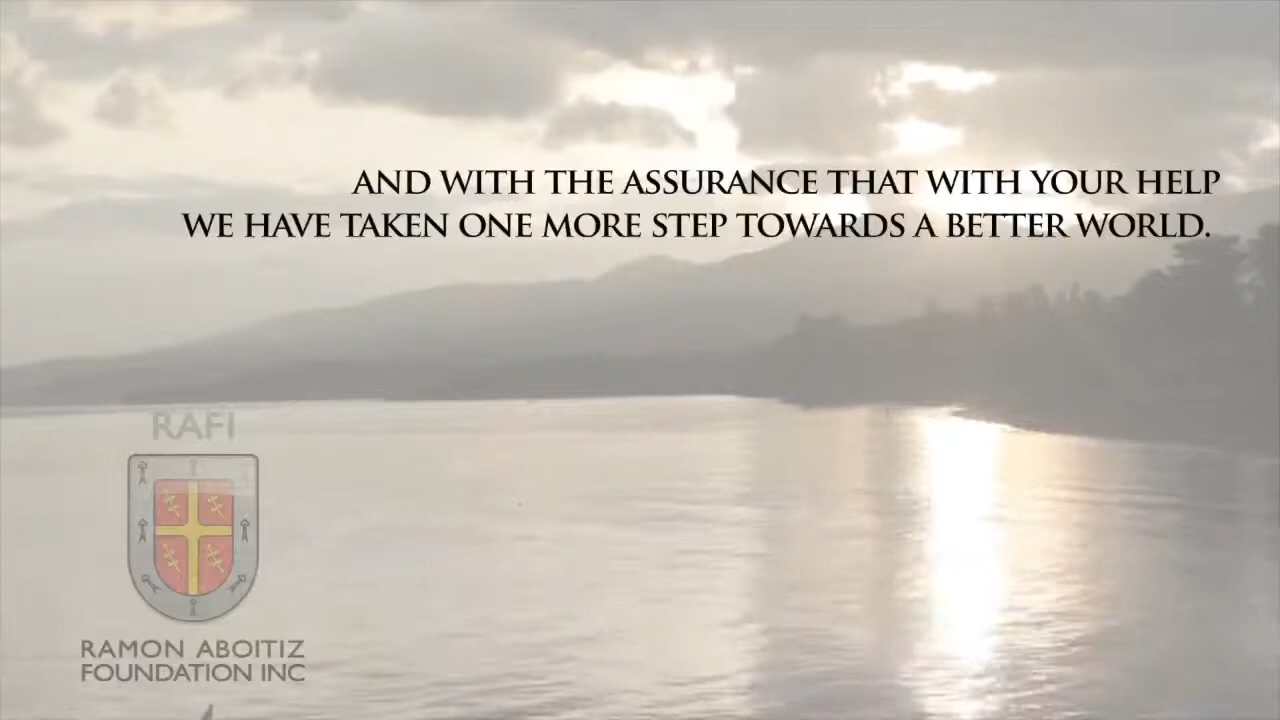 AND WITH THE ASSURANCE THAT WITH YOUR HELP
WE HAVE TAKEN ONE MORE STEP TOWARDS A BETTER WORLD.
RAFI
RAMON ABOITIZ
FOUNDATION INC